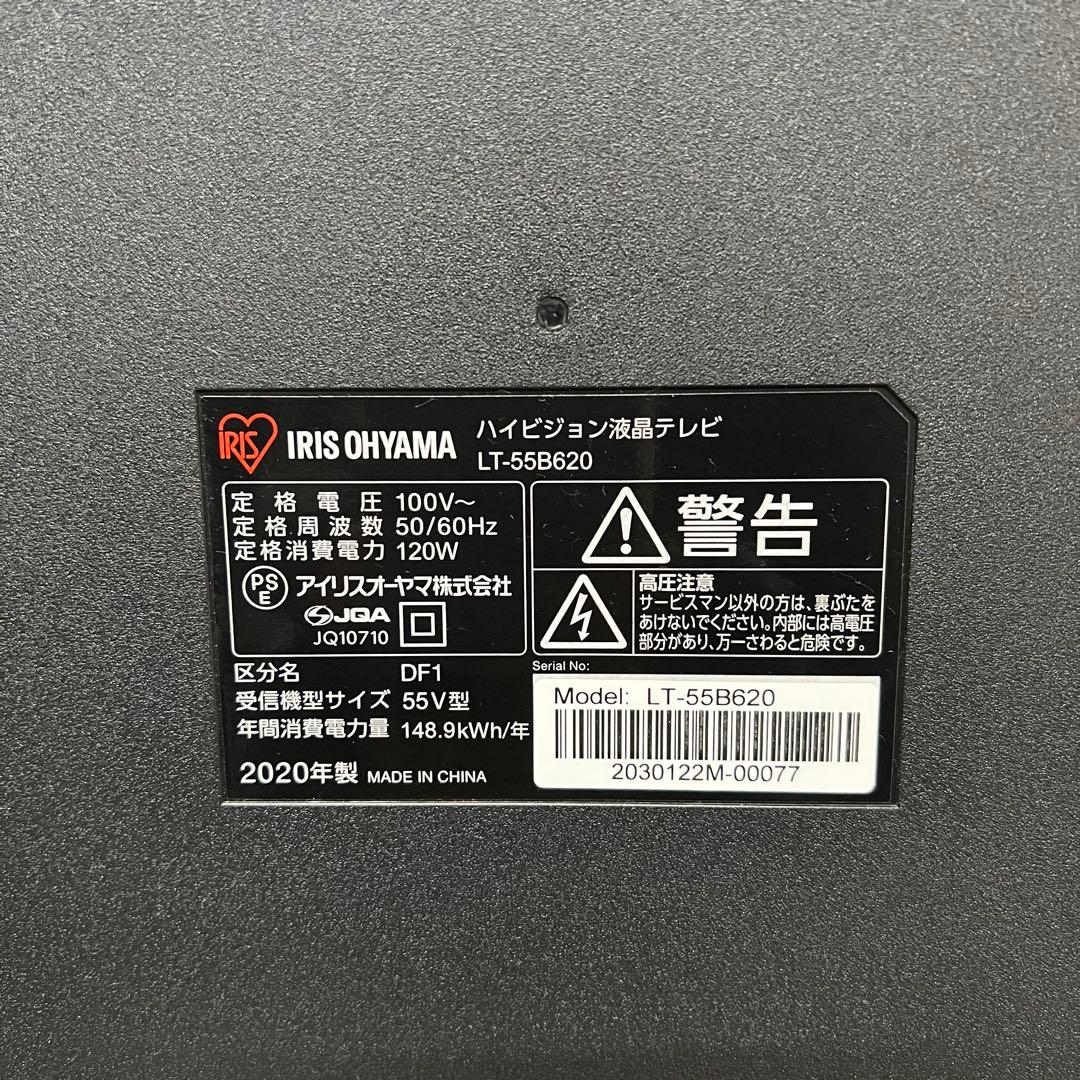 IRIS IRIS OHYAMA
ハイビジョン液晶テレビ
LT-55B620
定格電圧 100V～
定格周波数 50/60Hz
定格消費電力 120W
PS E アイリスオーヤマ株式会社
JQA
JQ10710
警告
高圧注意
サービスマン以外の方は、裏ぶたを
あけないでください。内部には高電圧
部分があり、万一さわると危険です。
区分名 DF1
受信機型サイズ 55V型
年間消費電力量 148.9kWh/年
2020年製 MADE IN CHINA
Serial No:
Model: LT-55B620
2030122M-00077